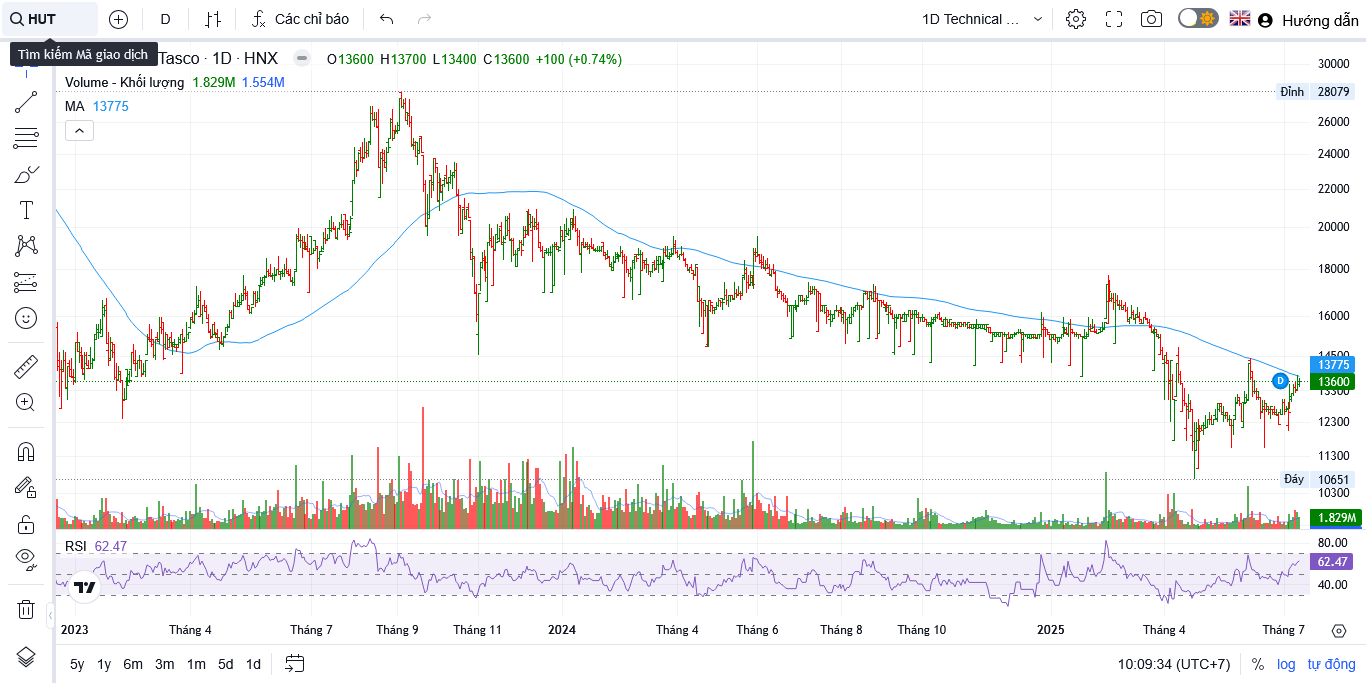 HUT D Các chỉ báo 1D Technical ... Hướng dẫn
Tìm kiếm Mã giao dịch
Tasco · 1D · HNX O13600 H13700 L13400 C13600 +100 (+0.74%)
Volume - Khối lượng 1.829M 1.554M
MA 13775
30000
Đỉnh 28079
26000
24000
22000
20000
18000
16000
14500
13775
D 13600
13300
12300
11300
Đáy 10651
10300
1.829M
RSI 62.47
80.00
62.47
40.00
2023 Tháng 4 Tháng 7 Tháng 9 Tháng 11 2024 Tháng 4 Tháng 6 Tháng 8 Tháng 10 2025 Tháng 4 Tháng 7
5y 1y 6m 3m 1m 5d 1d 10:09:34 (UTC+7) % log tự động